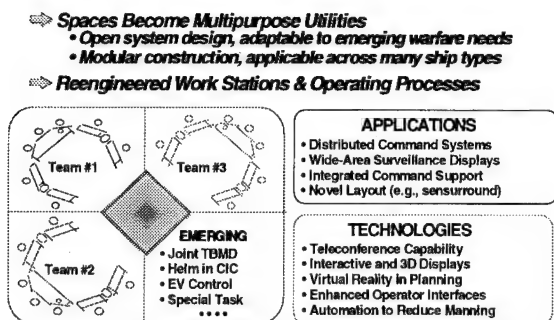 Spaces Become Multipurpose Utilities
• Open system design, adaptable to emerging warfare needs
• Modular construction, applicable across many ship types
Reengineered Work Stations & Operating Processes
Team #1
Team #3
Team #2
EMERGING
• Joint TBMD
• Helm in CIC
• EV Control
• Special Task
• • • •
APPLICATIONS
• Distributed Command Systems
• Wide-Area Surveillance Displays
• Integrated Command Support
• Novel Layout (e.g., sensurround)
TECHNOLOGIES
• Teleconference Capability
• Interactive and 3D Displays
• Virtual Reality in Planning
• Enhanced Operator Interfaces
• Automation to Reduce Manning